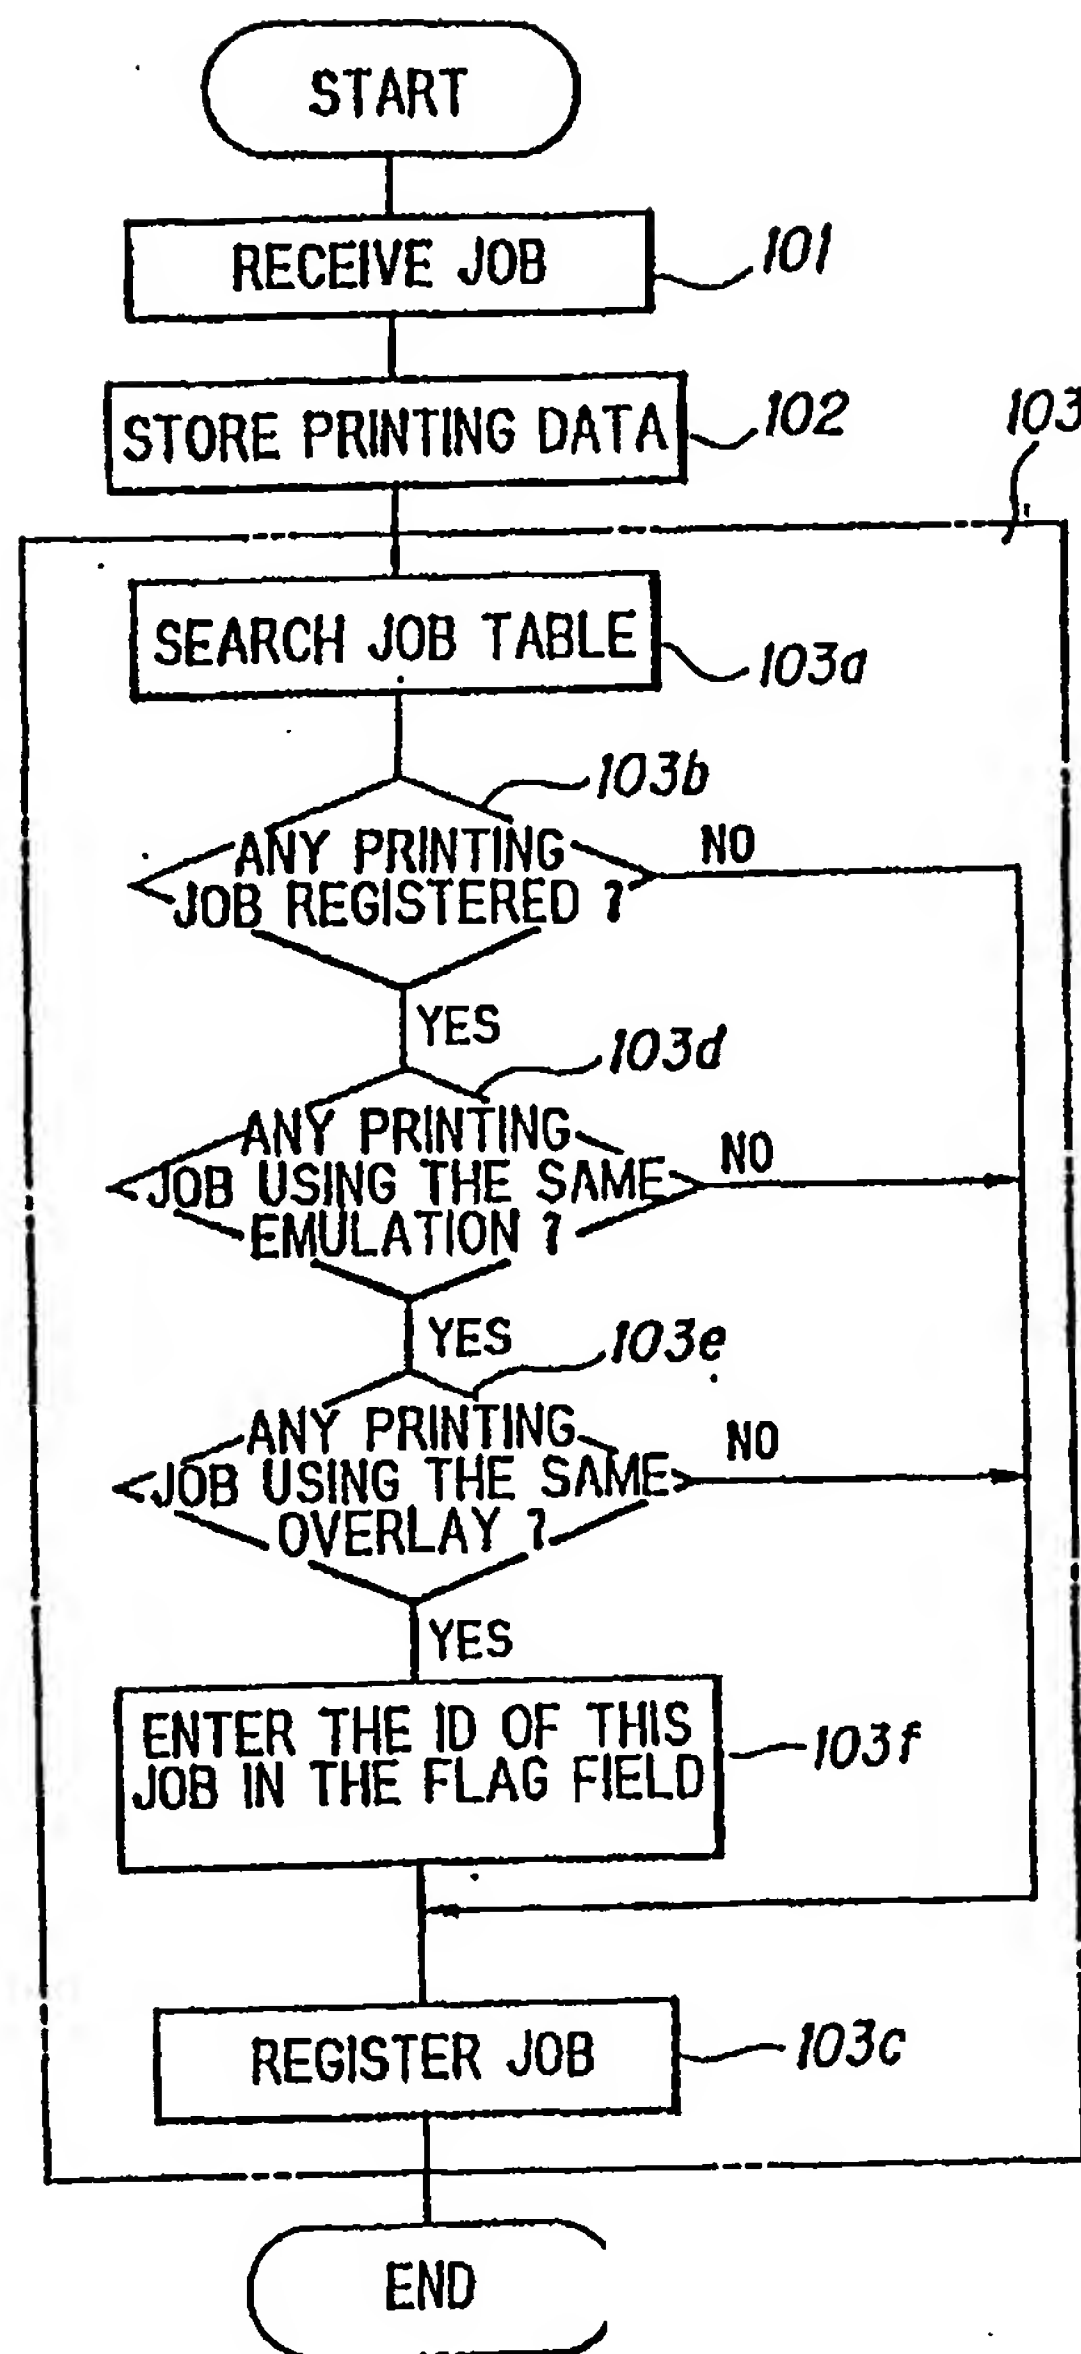 START
RECEIVE JOB
101
STORE PRINTING DATA
102
103
SEARCH JOB TABLE
103a
103b
ANY PRINTING
JOB REGISTERED ?
NO
YES
103d
ANY PRINTING
JOB USING THE SAME
EMULATION ?
NO
YES
103e
ANY PRINTING
JOB USING THE SAME
OVERLAY ?
NO
YES
ENTER THE ID OF THIS
JOB IN THE FLAG FIELD
103f
REGISTER JOB
103c
END